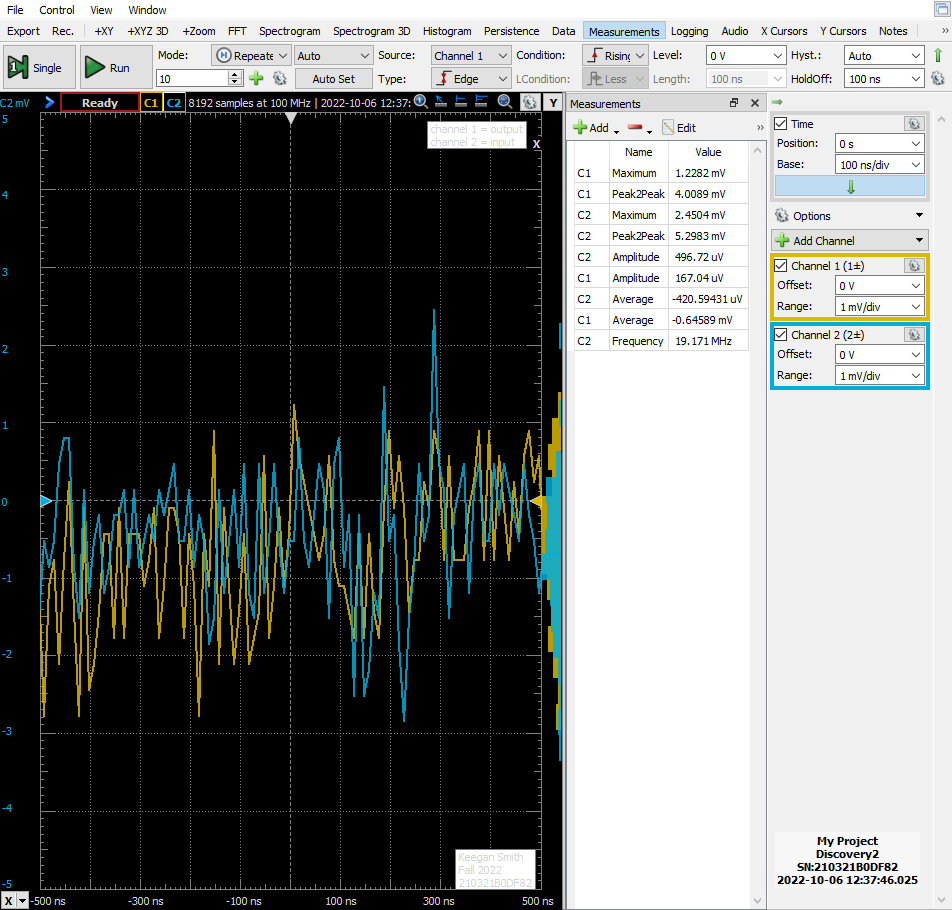 File Control View Window
Export Rec. +XY +XYZ 3D +Zoom FFT Spectrogram Spectrogram 3D Histogram Persistence Data Measurements Logging Audio X Cursors Y Cursors Notes »
Single Run Mode: Repeate Auto Source: Channel 1 Condition: Rising Level: 0 V Hyst.: Auto
10 Auto Set Type: Edge LCondition: Less Length: 100 ns HoldOff: 100 ns
C2 mV Ready C1 C2 8192 samples at 100 MHz | 2022-10-06 12:37: Y
channel 1 = output
channel 2 = input
X
5
4
3
2
1
0
-1
-2
-3
-4
-5
Keegan Smith
Fall 2022
210321B0DF82
X -500 ns -300 ns -100 ns 100 ns 300 ns 500 ns
Measurements
Add Edit »
Name Value
C1 Maximum 1.2282 mV
C1 Peak2Peak 4.0089 mV
C2 Maximum 2.4504 mV
C2 Peak2Peak 5.2983 mV
C2 Amplitude 496.72 uV
C1 Amplitude 167.04 uV
C2 Average -420.59431 uV
C1 Average -0.64589 mV
C2 Frequency 19.171 MHz
Time
Position: 0 s
Base: 100 ns/div
Options
Add Channel
Channel 1 (1±)
Offset: 0 V
Range: 1 mV/div
Channel 2 (2±)
Offset: 0 V
Range: 1 mV/div
My Project
Discovery2
SN:210321B0DF82
2022-10-06 12:37:46.025